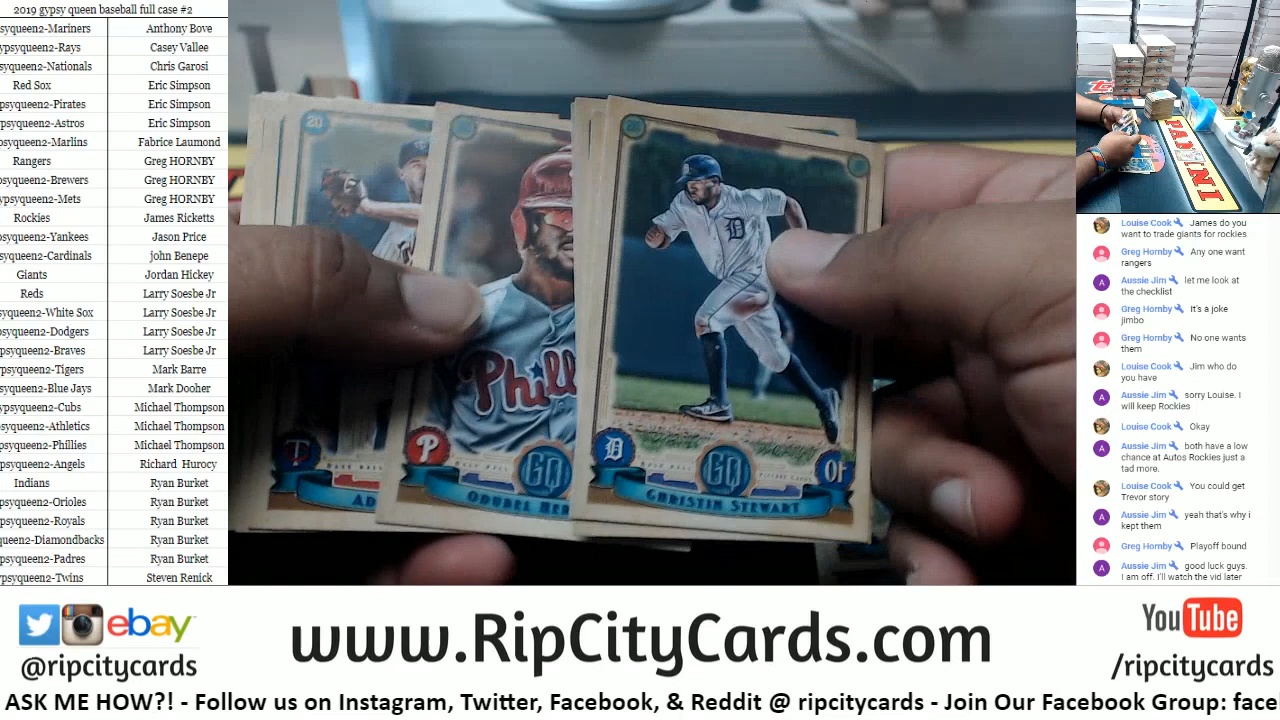 2019 gypsy queen baseball full case #2
syqueen2-Mariners Anthony Bove
ypsyqueen2-Rays Casey Vallee
psyqueen2-Nationals Chris Garosi
Red Sox Eric Simpson
psyqueen2-Pirates Eric Simpson
psyqueen2-Astros Eric Simpson
psyqueen2-Marlins Fabrice Laumond
Rangers Greg HORNBY
psyqueen2-Brewers Greg HORNBY
ypsyqueen2-Mets Greg HORNBY
Rockies James Ricketts
ypsyqueen2-Yankees Jason Price
psyqueen2-Cardinals john Benepe
Giants Jordan Hickey
Reds Larry Soesbe Jr
psyqueen2-White Sox Larry Soesbe Jr
psyqueen2-Dodgers Larry Soesbe Jr
psyqueen2-Braves Larry Soesbe Jr
ypsyqueen2-Tigers Mark Barre
syqueen2-Blue Jays Mark Dooher
ypsyqueen2-Cubs Michael Thompson
psyqueen2-Athletics Michael Thompson
psyqueen2-Phillies Michael Thompson
psyqueen2-Angels Richard Hurocy
Indians Ryan Burket
psyqueen2-Orioles Ryan Burket
psyqueen2-Royals Ryan Burket
queen2-Diamondbacks Ryan Burket
psyqueen2-Padres Ryan Burket
ypsyqueen2-Twins Steven Renick
20
T
AD
Phil
P
GQ
ODUBEL HER
D
D
GQ
OF
CHRISTIN STEWART
PANINI
Louise Cook James do you
want to trade giants for rockies
Greg Hornby Any one want
rangers
A Aussie Jim let me look at
the checklist
Greg Hornby It's a joke
jimbo
Greg Hornby No one wants
them
Louise Cook Jim who do
you have
A Aussie Jim sorry Louise. I
will keep Rockies
Louise Cook Okay
A Aussie Jim both have a low
chance at Autos Rockies just a
tad more.
Louise Cook You could get
Trevor story
A Aussie Jim yeah that's why i
kept them
Greg Hornby Playoff bound
A Aussie Jim good luck guys.
I am off. I'll watch the vid later
ebay
@ripcitycards
www.RipCityCards.com
YouTube
/ripcitycards
ASK ME HOW?! - Follow us on Instagram, Twitter, Facebook, & Reddit @ ripcitycards - Join Our Facebook Group: face